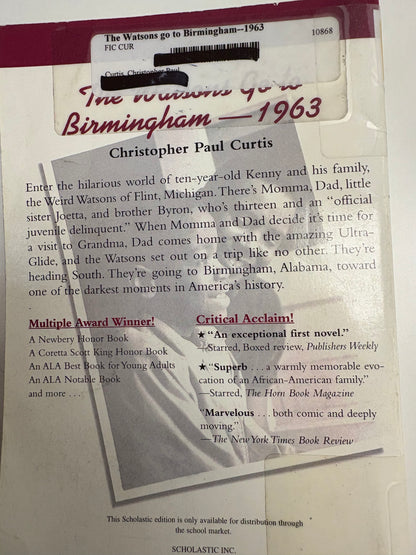 The Watsons go to Birmingham--1963
FIC CUR
10868
Curtis, Christopher Paul
The Watsons Go to
Birmingham — 1963
Christopher Paul Curtis
Enter the hilarious world of ten-year-old Kenny and his family,
the Weird Watsons of Flint, Michigan. There's Momma, Dad, little
sister Joetta, and brother Byron, who's thirteen and an "official
juvenile delinquent." When Momma and Dad decide it's time for
a visit to Grandma, Dad comes home with the amazing Ultra-
Glide, and the Watsons set out on a trip like no other. They're
heading South. They're going to Birmingham, Alabama, toward
one of the darkest moments in America's history.
Multiple Award Winner!
A Newbery Honor Book
A Coretta Scott King Honor Book
An ALA Best Book for Young Adults
An ALA Notable Book
and more . . .
Critical Acclaim!
★ "An exceptional first novel."
—Starred, Boxed review, Publishers Weekly
★ "Superb . . . a warmly memorable evo-
cation of an African-American family."
—Starred, The Horn Book Magazine
"Marvelous . . . both comic and deeply
moving."
—The New York Times Book Review
This Scholastic edition is only available for distribution through
the school market.
SCHOLASTIC INC.